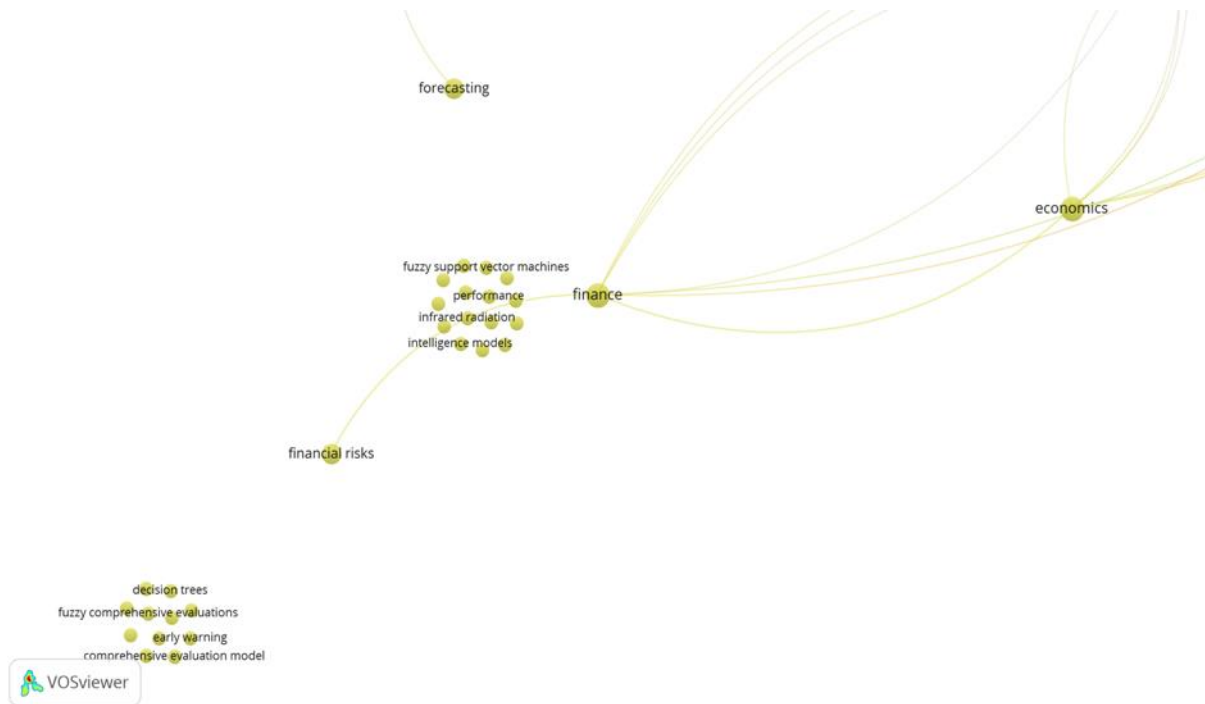 forecasting
economics
fuzzy support vector machines
performance
finance
infrared radiation
intelligence models
financial risks
decision trees
fuzzy comprehensive evaluations
early warning
comprehensive evaluation model
VOSviewer